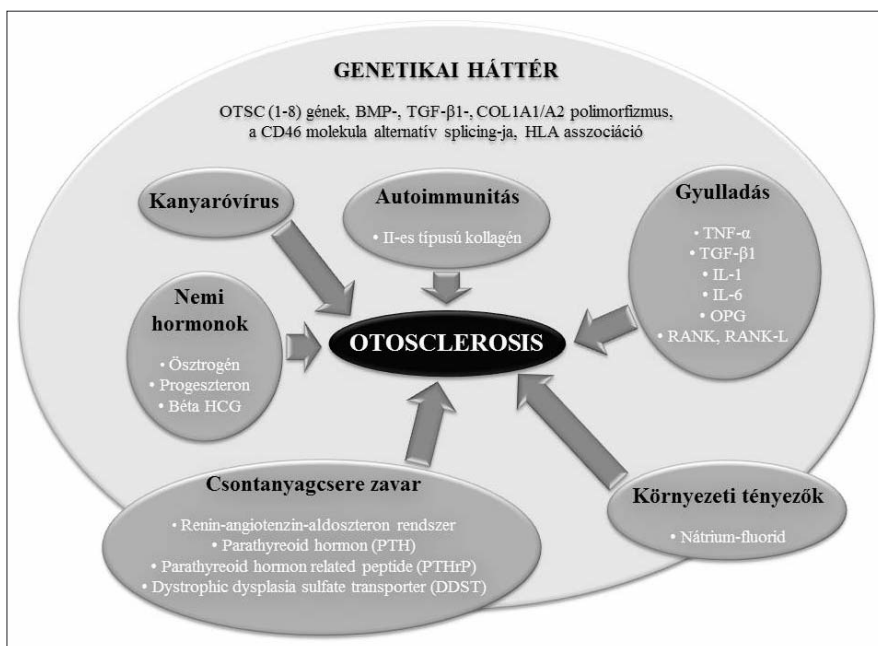 GENETIKAI HÁTTÉR
OTSC (1-8) gének, BMP-, TGF-β1-, COL1A1/A2 polimorfizmus,
a CD46 molekula alternatív splicing-ja, HLA asszociáció
Kanyaróvírus
Autoimmunitás
• II-es típusú kollagén
Gyulladás
• TNF-α
• TGF-β1
• IL-1
• IL-6
• OPG
• RANK, RANK-L
Nemi
hormonok
• Ösztrogén
• Progeszteron
• Béta HCG
OTOSCLEROSIS
Csontanyagcsere zavar
• Renin-angiotenzin-aldoszteron rendszer
• Parathyreoid hormon (PTH)
• Parathyreoid hormon related peptide (PTHrP)
• Dystrophic dysplasia sulfate transporter (DDST)
Környezeti tényezők
• Nátrium-fluorid